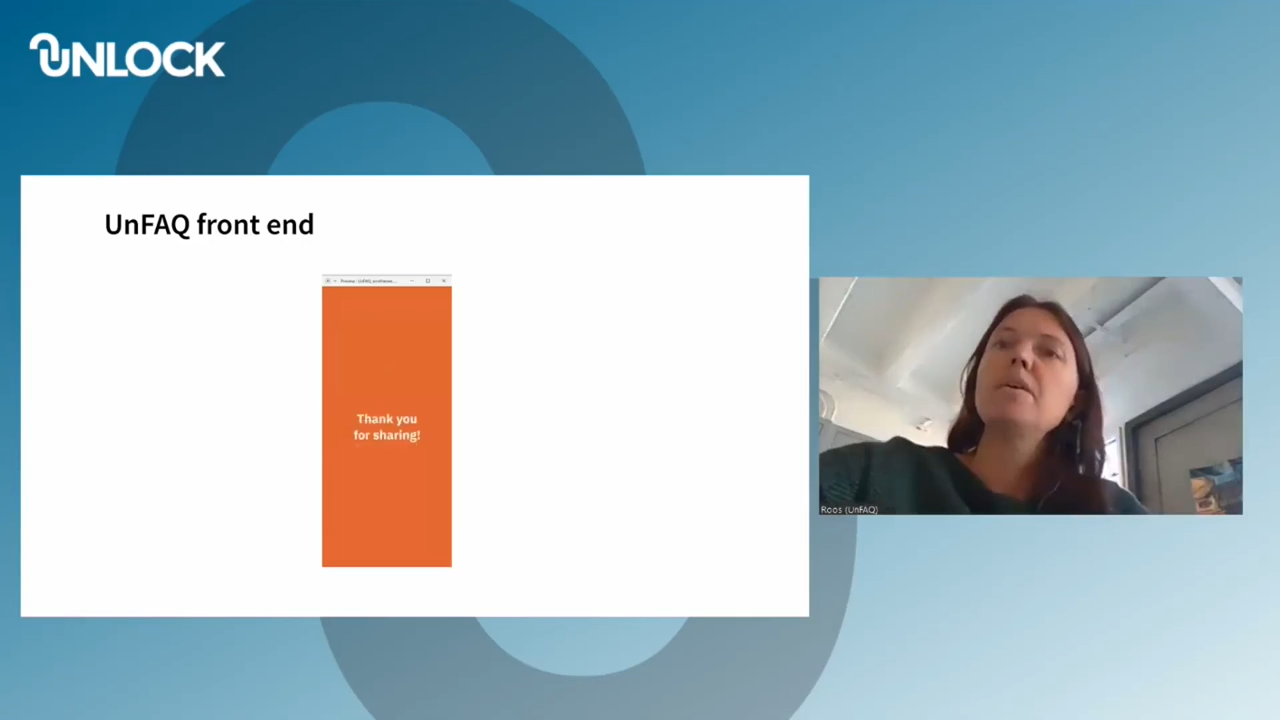 UNLOCK
UnFAQ front end
Thank you
for sharing!
Roos (UnFAQ)